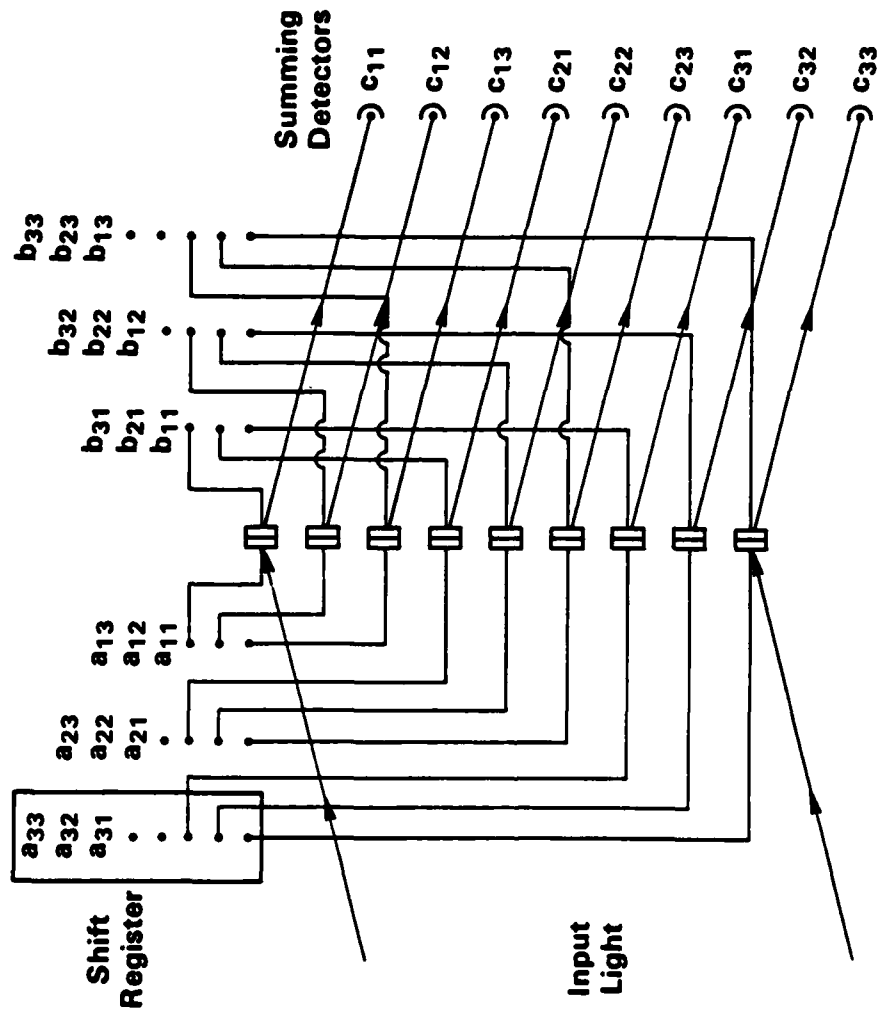 Shift
Register
a33
a32
a31
a23
a22
a21
a13
a12
a11
b31
b21
b11
b32
b22
b12
b33
b23
b13
Input
Light
Summing
Detectors
c11
c12
c13
c21
c22
c23
c31
c32
c33